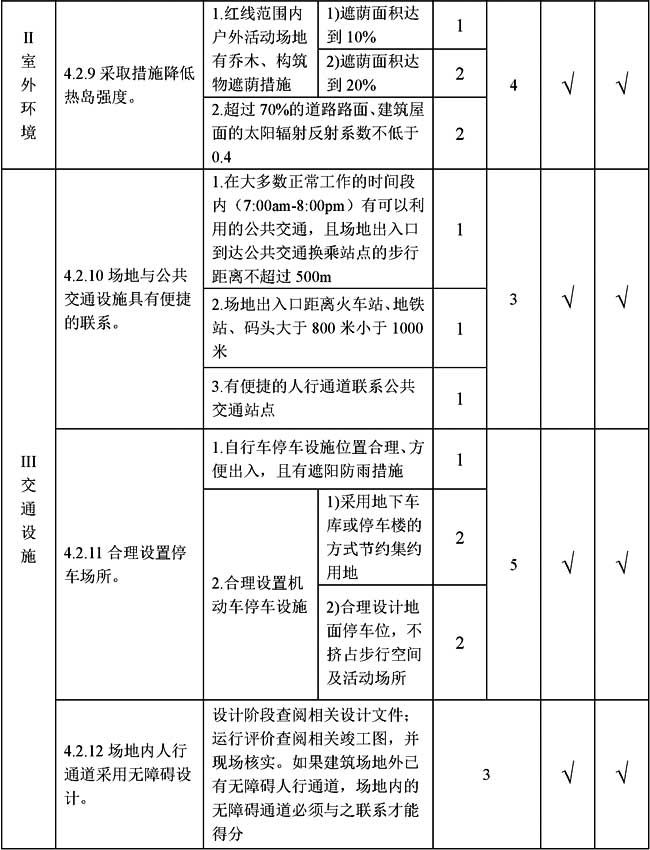 II
室
外
环
境
4.2.9 采取措施降低
热岛强度。
1.红线范围内
户外活动场地
有乔木、构筑
物遮荫措施
1)遮荫面积达
到 10%
1
2)遮荫面积达
到 20%
2
2.超过 70%的道路路面、建筑屋
面的太阳辐射反射系数不低于
0.4
2
4
√
√
III
交
通
设
施
4.2.10 场地与公共
交通设施具有便捷
的联系。
1.在大多数正常工作的时间段
内（7:00am-8:00pm）有可以利
用的公共交通，且场地出入口
到达公共交通换乘站点的步行
距离不超过 500m
1
2.场地出入口距离火车站、地铁
站、码头大于 800 米小于 1000
米
1
3.有便捷的人行通道联系公共
交通站点
1
3
√
√
4.2.11 合理设置停
车场所。
1.自行车停车设施位置合理、方
便出入，且有遮阳防雨措施
1
2.合理设置机
动车停车设施
1)采用地下车
库或停车楼的
方式节约集约
用地
2
2)合理设计地
面停车位，不
挤占步行空间
及活动场所
2
5
√
√
4.2.12 场地内人行
通道采用无障碍设
计。
设计阶段查阅相关设计文件；
运行评价查阅相关竣工图，并
现场核实。如果建筑场地外已
有无障碍人行通道，场地内的
无障碍通道必须与之联系才能
得分
3
√
√